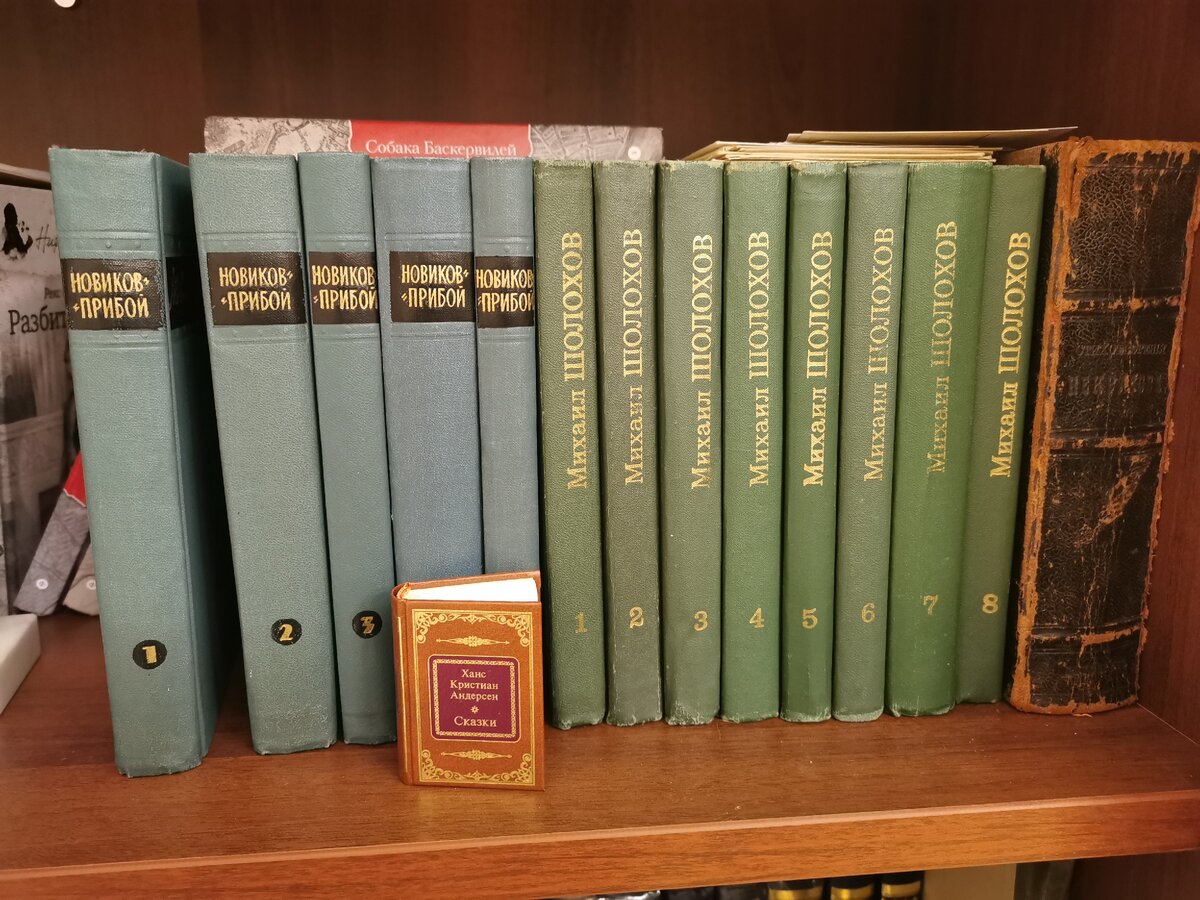 Собака Баскервилей
Разбит
НОВИКОВ-
-ПРИБОЙ
1
НОВИКОВ-
-ПРИБОЙ
2
НОВИКОВ
-ПРИБОЙ
3
НОВИКОВ-
-ПРИБОЙ
НОВИКОВ-
-ПРИБОЙ
Ханс
Кристиан
Андерсен
Сказки
Михаил ШОЛОХОВ
1
Михаил ШОЛОХОВ
2
Михаил ШОЛОХОВ
3
Михаил ШОЛОХОВ
4
Михаил ШОЛОХОВ
5
Михаил ШОЛОХОВ
6
Михаил ШОЛОХОВ
7
Михаил ШОЛОХОВ
8